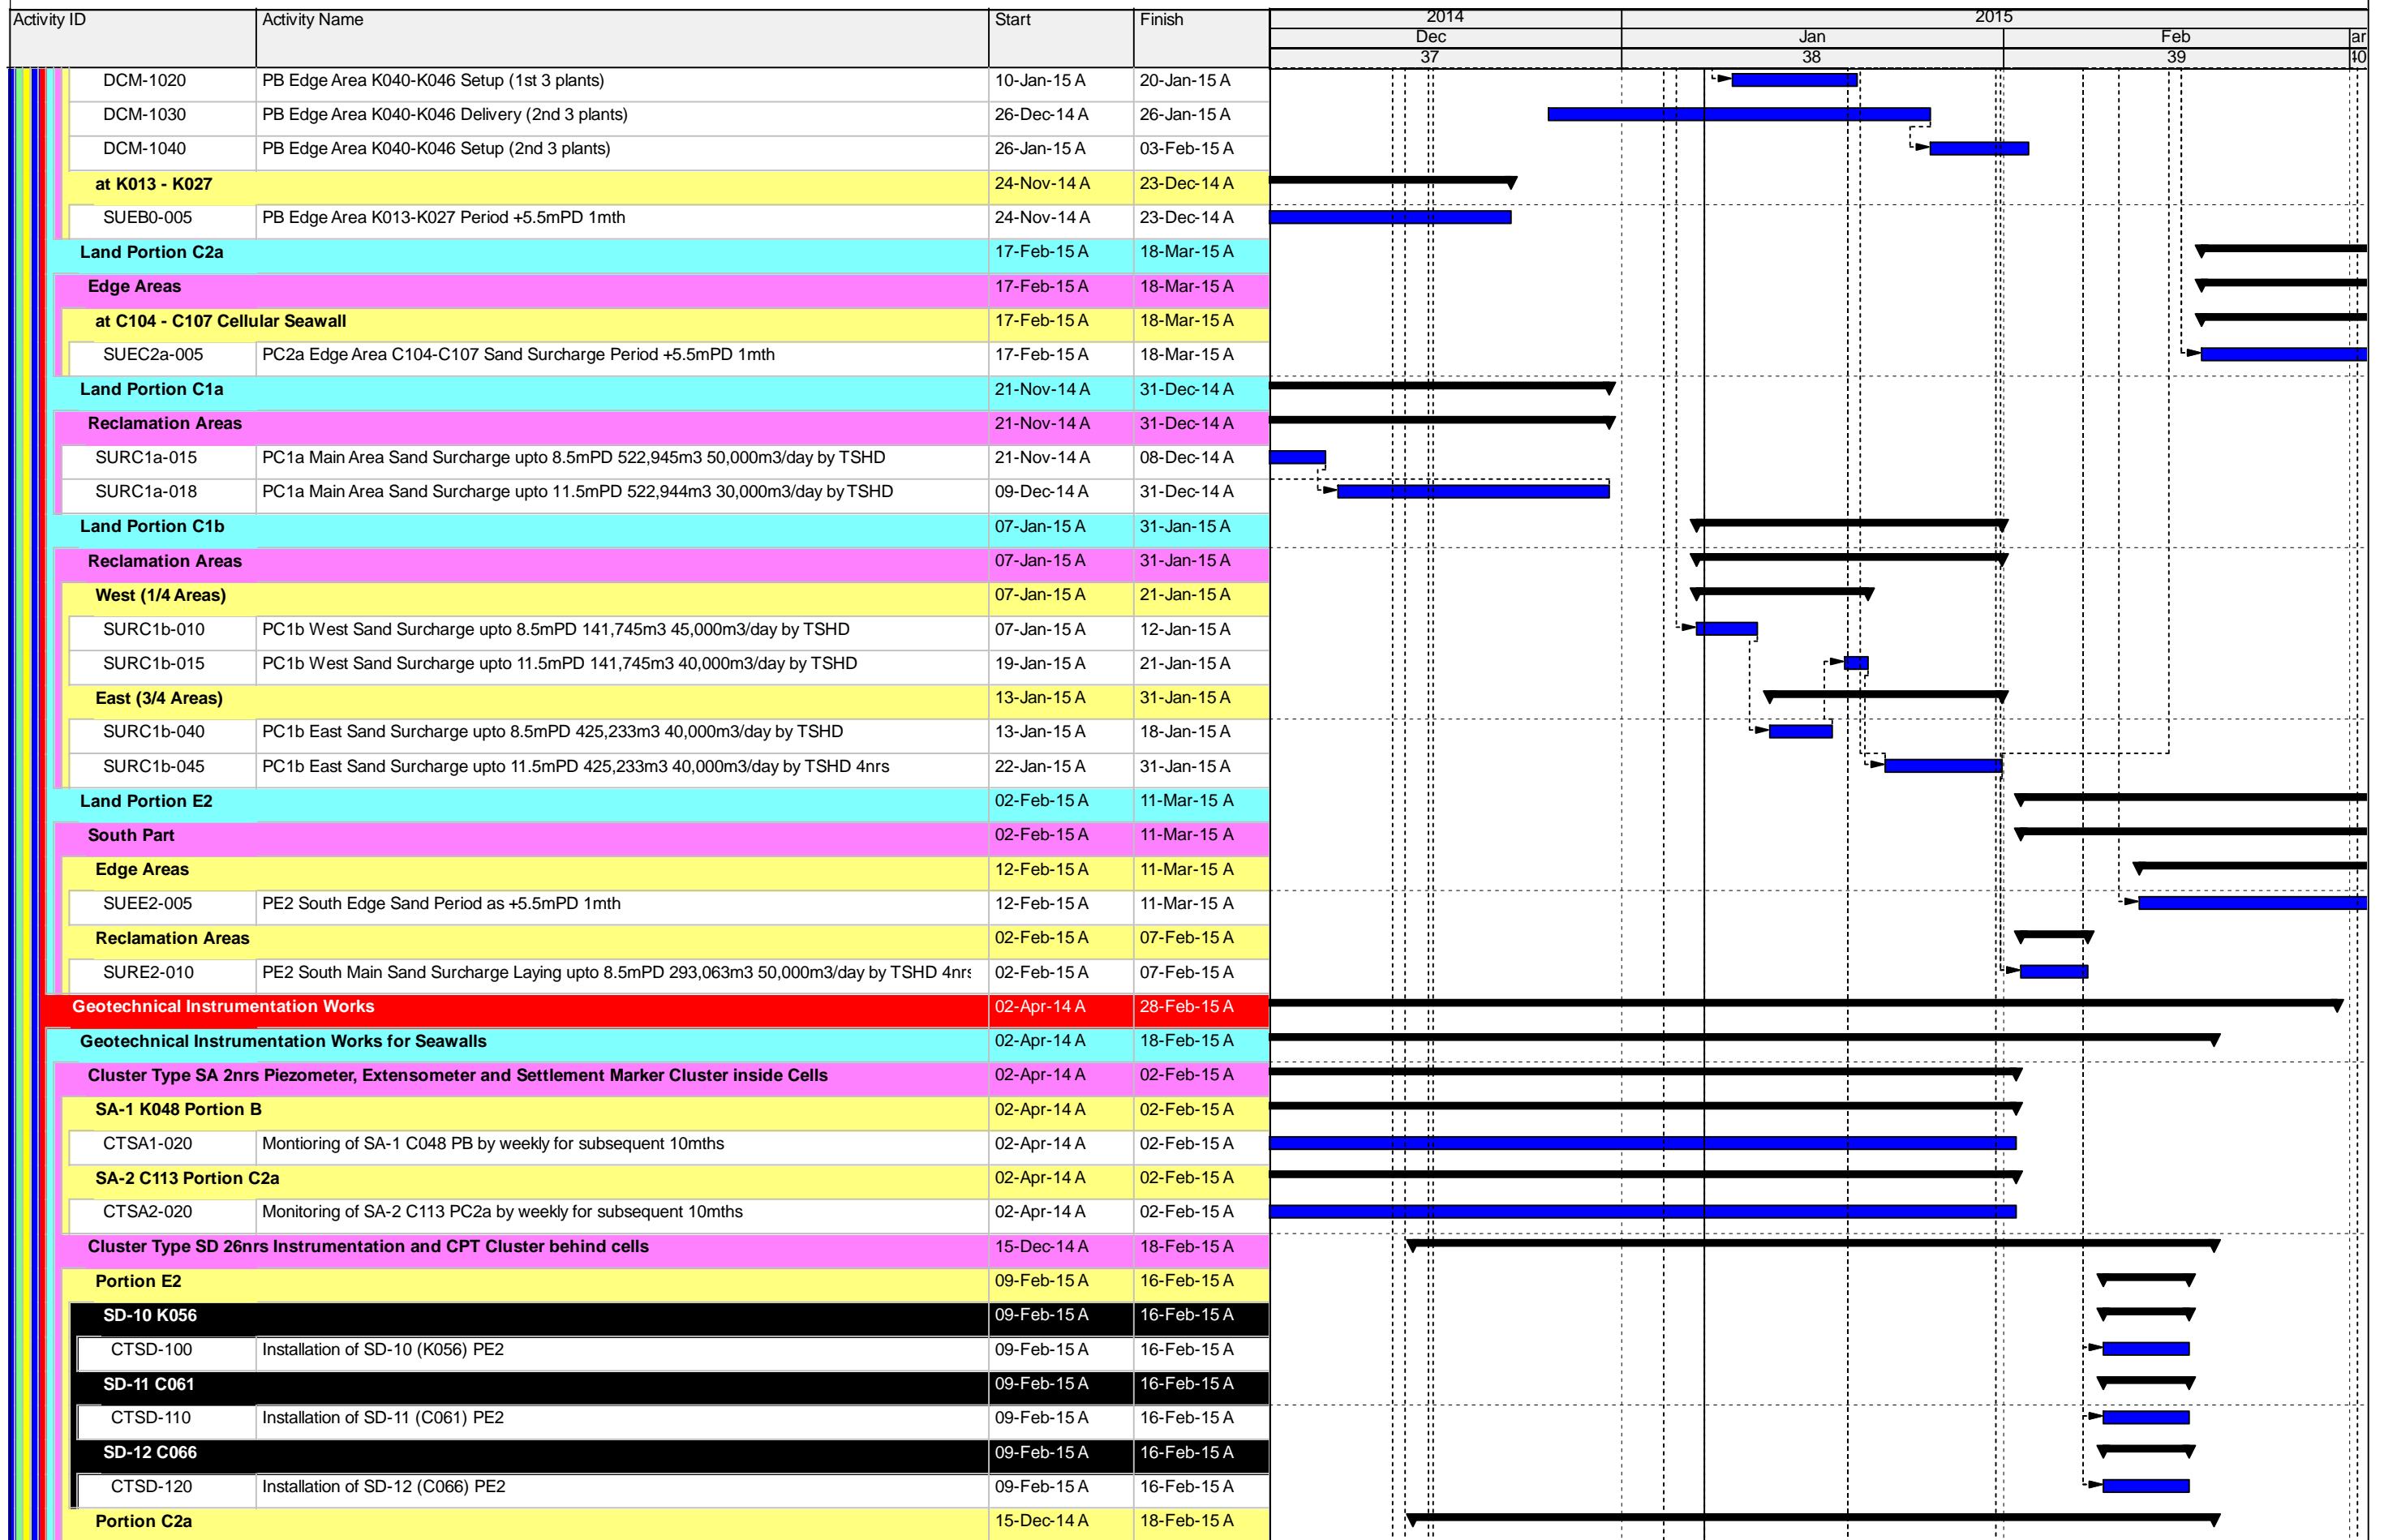 Activity ID Activity Name Start Finish 2014 2015
Dec Jan Feb ar
37 38 39 40
DCM-1020 PB Edge Area K040-K046 Setup (1st 3 plants) 10-Jan-15 A 20-Jan-15 A
DCM-1030 PB Edge Area K040-K046 Delivery (2nd 3 plants) 26-Dec-14 A 26-Jan-15 A
DCM-1040 PB Edge Area K040-K046 Setup (2nd 3 plants) 26-Jan-15 A 03-Feb-15 A
at K013 - K027 24-Nov-14 A 23-Dec-14 A
SUEB0-005 PB Edge Area K013-K027 Period +5.5mPD 1mth 24-Nov-14 A 23-Dec-14 A
Land Portion C2a 17-Feb-15 A 18-Mar-15 A
Edge Areas 17-Feb-15 A 18-Mar-15 A
at C104 - C107 Cellular Seawall 17-Feb-15 A 18-Mar-15 A
SUEC2a-005 PC2a Edge Area C104-C107 Sand Surcharge Period +5.5mPD 1mth 17-Feb-15 A 18-Mar-15 A
Land Portion C1a 21-Nov-14 A 31-Dec-14 A
Reclamation Areas 21-Nov-14 A 31-Dec-14 A
SURC1a-015 PC1a Main Area Sand Surcharge upto 8.5mPD 522,945m3 50,000m3/day by TSHD 21-Nov-14 A 08-Dec-14 A
SURC1a-018 PC1a Main Area Sand Surcharge upto 11.5mPD 522,944m3 30,000m3/day by TSHD 09-Dec-14 A 31-Dec-14 A
Land Portion C1b 07-Jan-15 A 31-Jan-15 A
Reclamation Areas 07-Jan-15 A 31-Jan-15 A
West (1/4 Areas) 07-Jan-15 A 21-Jan-15 A
SURC1b-010 PC1b West Sand Surcharge upto 8.5mPD 141,745m3 45,000m3/day by TSHD 07-Jan-15 A 12-Jan-15 A
SURC1b-015 PC1b West Sand Surcharge upto 11.5mPD 141,745m3 40,000m3/day by TSHD 19-Jan-15 A 21-Jan-15 A
East (3/4 Areas) 13-Jan-15 A 31-Jan-15 A
SURC1b-040 PC1b East Sand Surcharge upto 8.5mPD 425,233m3 40,000m3/day by TSHD 13-Jan-15 A 18-Jan-15 A
SURC1b-045 PC1b East Sand Surcharge upto 11.5mPD 425,233m3 40,000m3/day by TSHD 4nrs 22-Jan-15 A 31-Jan-15 A
Land Portion E2 02-Feb-15 A 11-Mar-15 A
South Part 02-Feb-15 A 11-Mar-15 A
Edge Areas 12-Feb-15 A 11-Mar-15 A
SUEE2-005 PE2 South Edge Sand Period as +5.5mPD 1mth 12-Feb-15 A 11-Mar-15 A
Reclamation Areas 02-Feb-15 A 07-Feb-15 A
SURE2-010 PE2 South Main Sand Surcharge Laying upto 8.5mPD 293,063m3 50,000m3/day by TSHD 4nrs 02-Feb-15 A 07-Feb-15 A
Geotechnical Instrumentation Works 02-Apr-14 A 28-Feb-15 A
Geotechnical Instrumentation Works for Seawalls 02-Apr-14 A 18-Feb-15 A
Cluster Type SA 2nrs Piezometer, Extensometer and Settlement Marker Cluster inside Cells 02-Apr-14 A 02-Feb-15 A
SA-1 K048 Portion B 02-Apr-14 A 02-Feb-15 A
CTSA1-020 Montioring of SA-1 C048 PB by weekly for subsequent 10mths 02-Apr-14 A 02-Feb-15 A
SA-2 C113 Portion C2a 02-Apr-14 A 02-Feb-15 A
CTSA2-020 Monitoring of SA-2 C113 PC2a by weekly for subsequent 10mths 02-Apr-14 A 02-Feb-15 A
Cluster Type SD 26nrs Instrumentation and CPT Cluster behind cells 15-Dec-14 A 18-Feb-15 A
Portion E2 09-Feb-15 A 16-Feb-15 A
SD-10 K056 09-Feb-15 A 16-Feb-15 A
CTSD-100 Installation of SD-10 (K056) PE2 09-Feb-15 A 16-Feb-15 A
SD-11 C061 09-Feb-15 A 16-Feb-15 A
CTSD-110 Installation of SD-11 (C061) PE2 09-Feb-15 A 16-Feb-15 A
SD-12 C066 09-Feb-15 A 16-Feb-15 A
CTSD-120 Installation of SD-12 (C066) PE2 09-Feb-15 A 16-Feb-15 A
Portion C2a 15-Dec-14 A 18-Feb-15 A